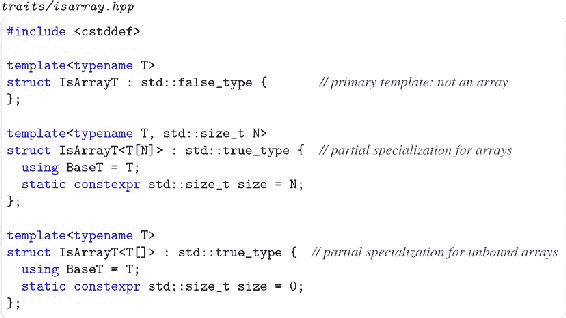 traits/isarray.hpp
#include <cstddef>
template<typename T>
struct IsArrayT : std::false_type { // primary template: not an array
};
template<typename T, std::size_t N>
struct IsArrayT<T[N]> : std::true_type { // partial specialization for arrays
using BaseT = T;
static constexpr std::size_t size = N;
};
template<typename T>
struct IsArrayT<T[]> : std::true_type { // partial specialization for unbound arrays
using BaseT = T;
static constexpr std::size_t size = 0;
};